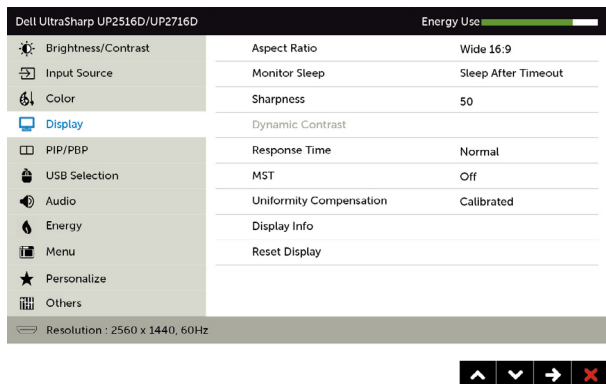 Dell UltraSharp UP2516D/UP2716D Energy Use
Brightness/Contrast Aspect Ratio Wide 16:9
Input Source Monitor Sleep Sleep After Timeout
Color Sharpness 50
Display Dynamic Contrast
PIP/PBP Response Time Normal
USB Selection MST Off
Audio Uniformity Compensation Calibrated
Energy Display Info
Menu Reset Display
Personalize
Others
Resolution : 2560 x 1440, 60Hz